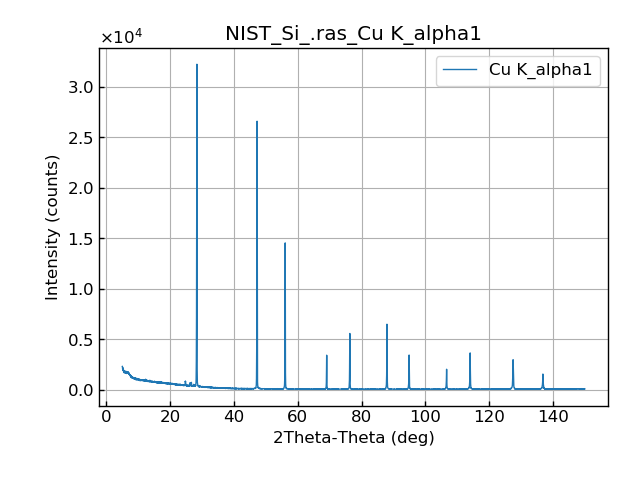 NIST_Si_.ras_Cu K_alpha1
×10⁴
Cu K_alpha1
3.0
2.5
2.0
1.5
1.0
0.5
0.0
Intensity (counts)
0 20 40 60 80 100 120 140
2Theta-Theta (deg)